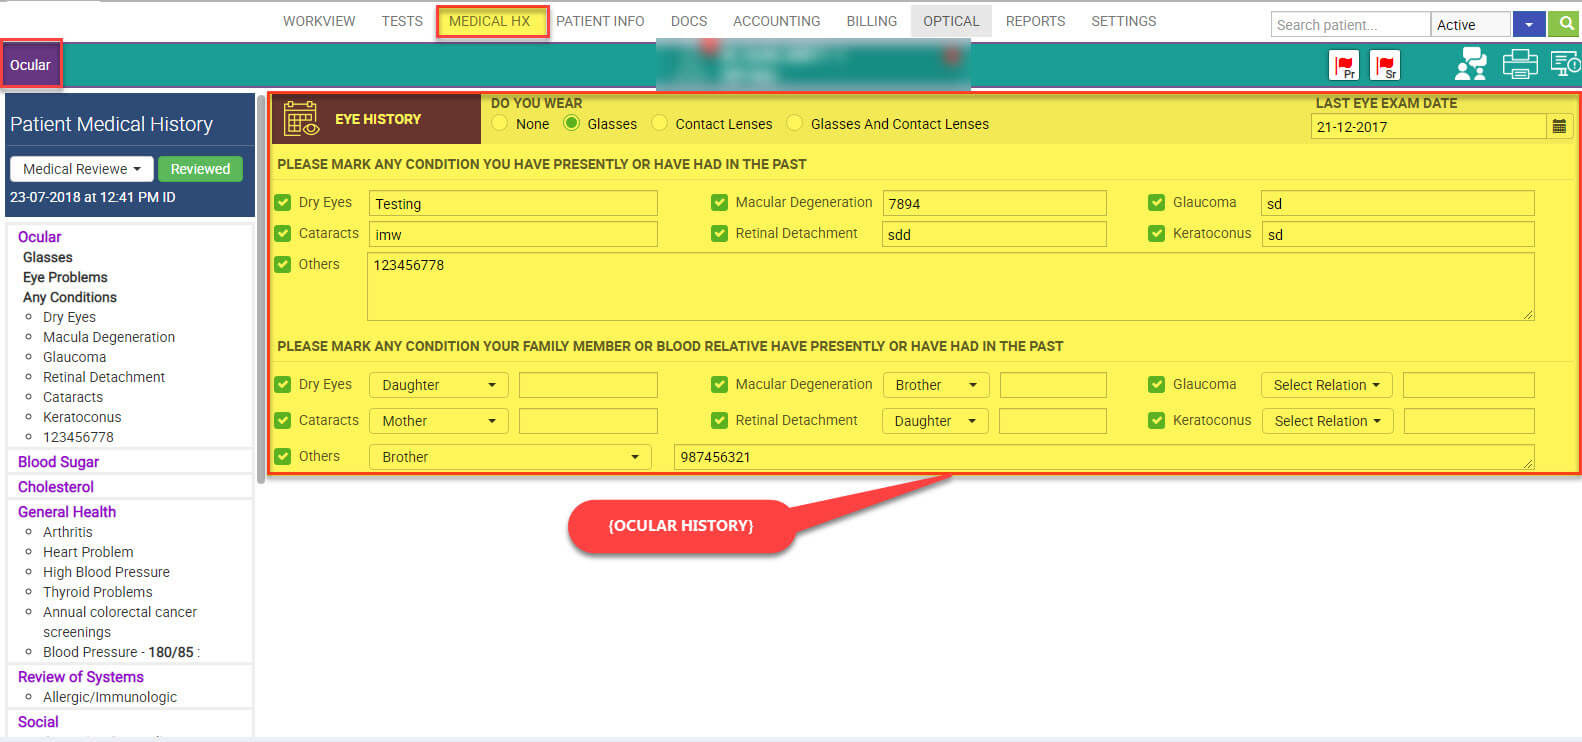 WORKVIEW TESTS MEDICAL HX PATIENT INFO DOCS ACCOUNTING BILLING OPTICAL REPORTS SETTINGS Search patient... Active
Ocular
Pr Sr
Patient Medical History
Medical Reviewe Reviewed
23-07-2018 at 12:41 PM ID
Ocular
Glasses
Eye Problems
Any Conditions
Dry Eyes
Macula Degeneration
Glaucoma
Retinal Detachment
Cataracts
Keratoconus
123456778
Blood Sugar
Cholesterol
General Health
Arthritis
Heart Problem
High Blood Pressure
Thyroid Problems
Annual colorectal cancer
screenings
Blood Pressure - 180/85 :
Review of Systems
Allergic/Immunologic
Social
EYE HISTORY
DO YOU WEAR
None Glasses Contact Lenses Glasses And Contact Lenses
LAST EYE EXAM DATE
21-12-2017
PLEASE MARK ANY CONDITION YOU HAVE PRESENTLY OR HAVE HAD IN THE PAST
Dry Eyes Testing Macular Degeneration 7894 Glaucoma sd
Cataracts imw Retinal Detachment sdd Keratoconus sd
Others 123456778
PLEASE MARK ANY CONDITION YOUR FAMILY MEMBER OR BLOOD RELATIVE HAVE PRESENTLY OR HAVE HAD IN THE PAST
Dry Eyes Daughter Macular Degeneration Brother Glaucoma Select Relation
Cataracts Mother Retinal Detachment Daughter Keratoconus Select Relation
Others Brother 987456321
{OCULAR HISTORY}